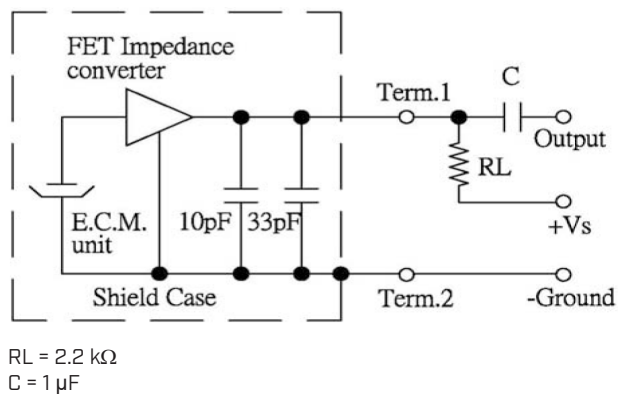 FET Impedance
converter
Term.1
C
Output
RL
+Vs
E.C.M.
unit
10pF
33pF
Shield Case
Term.2
-Ground
RL = 2.2 kΩ
C = 1 µF